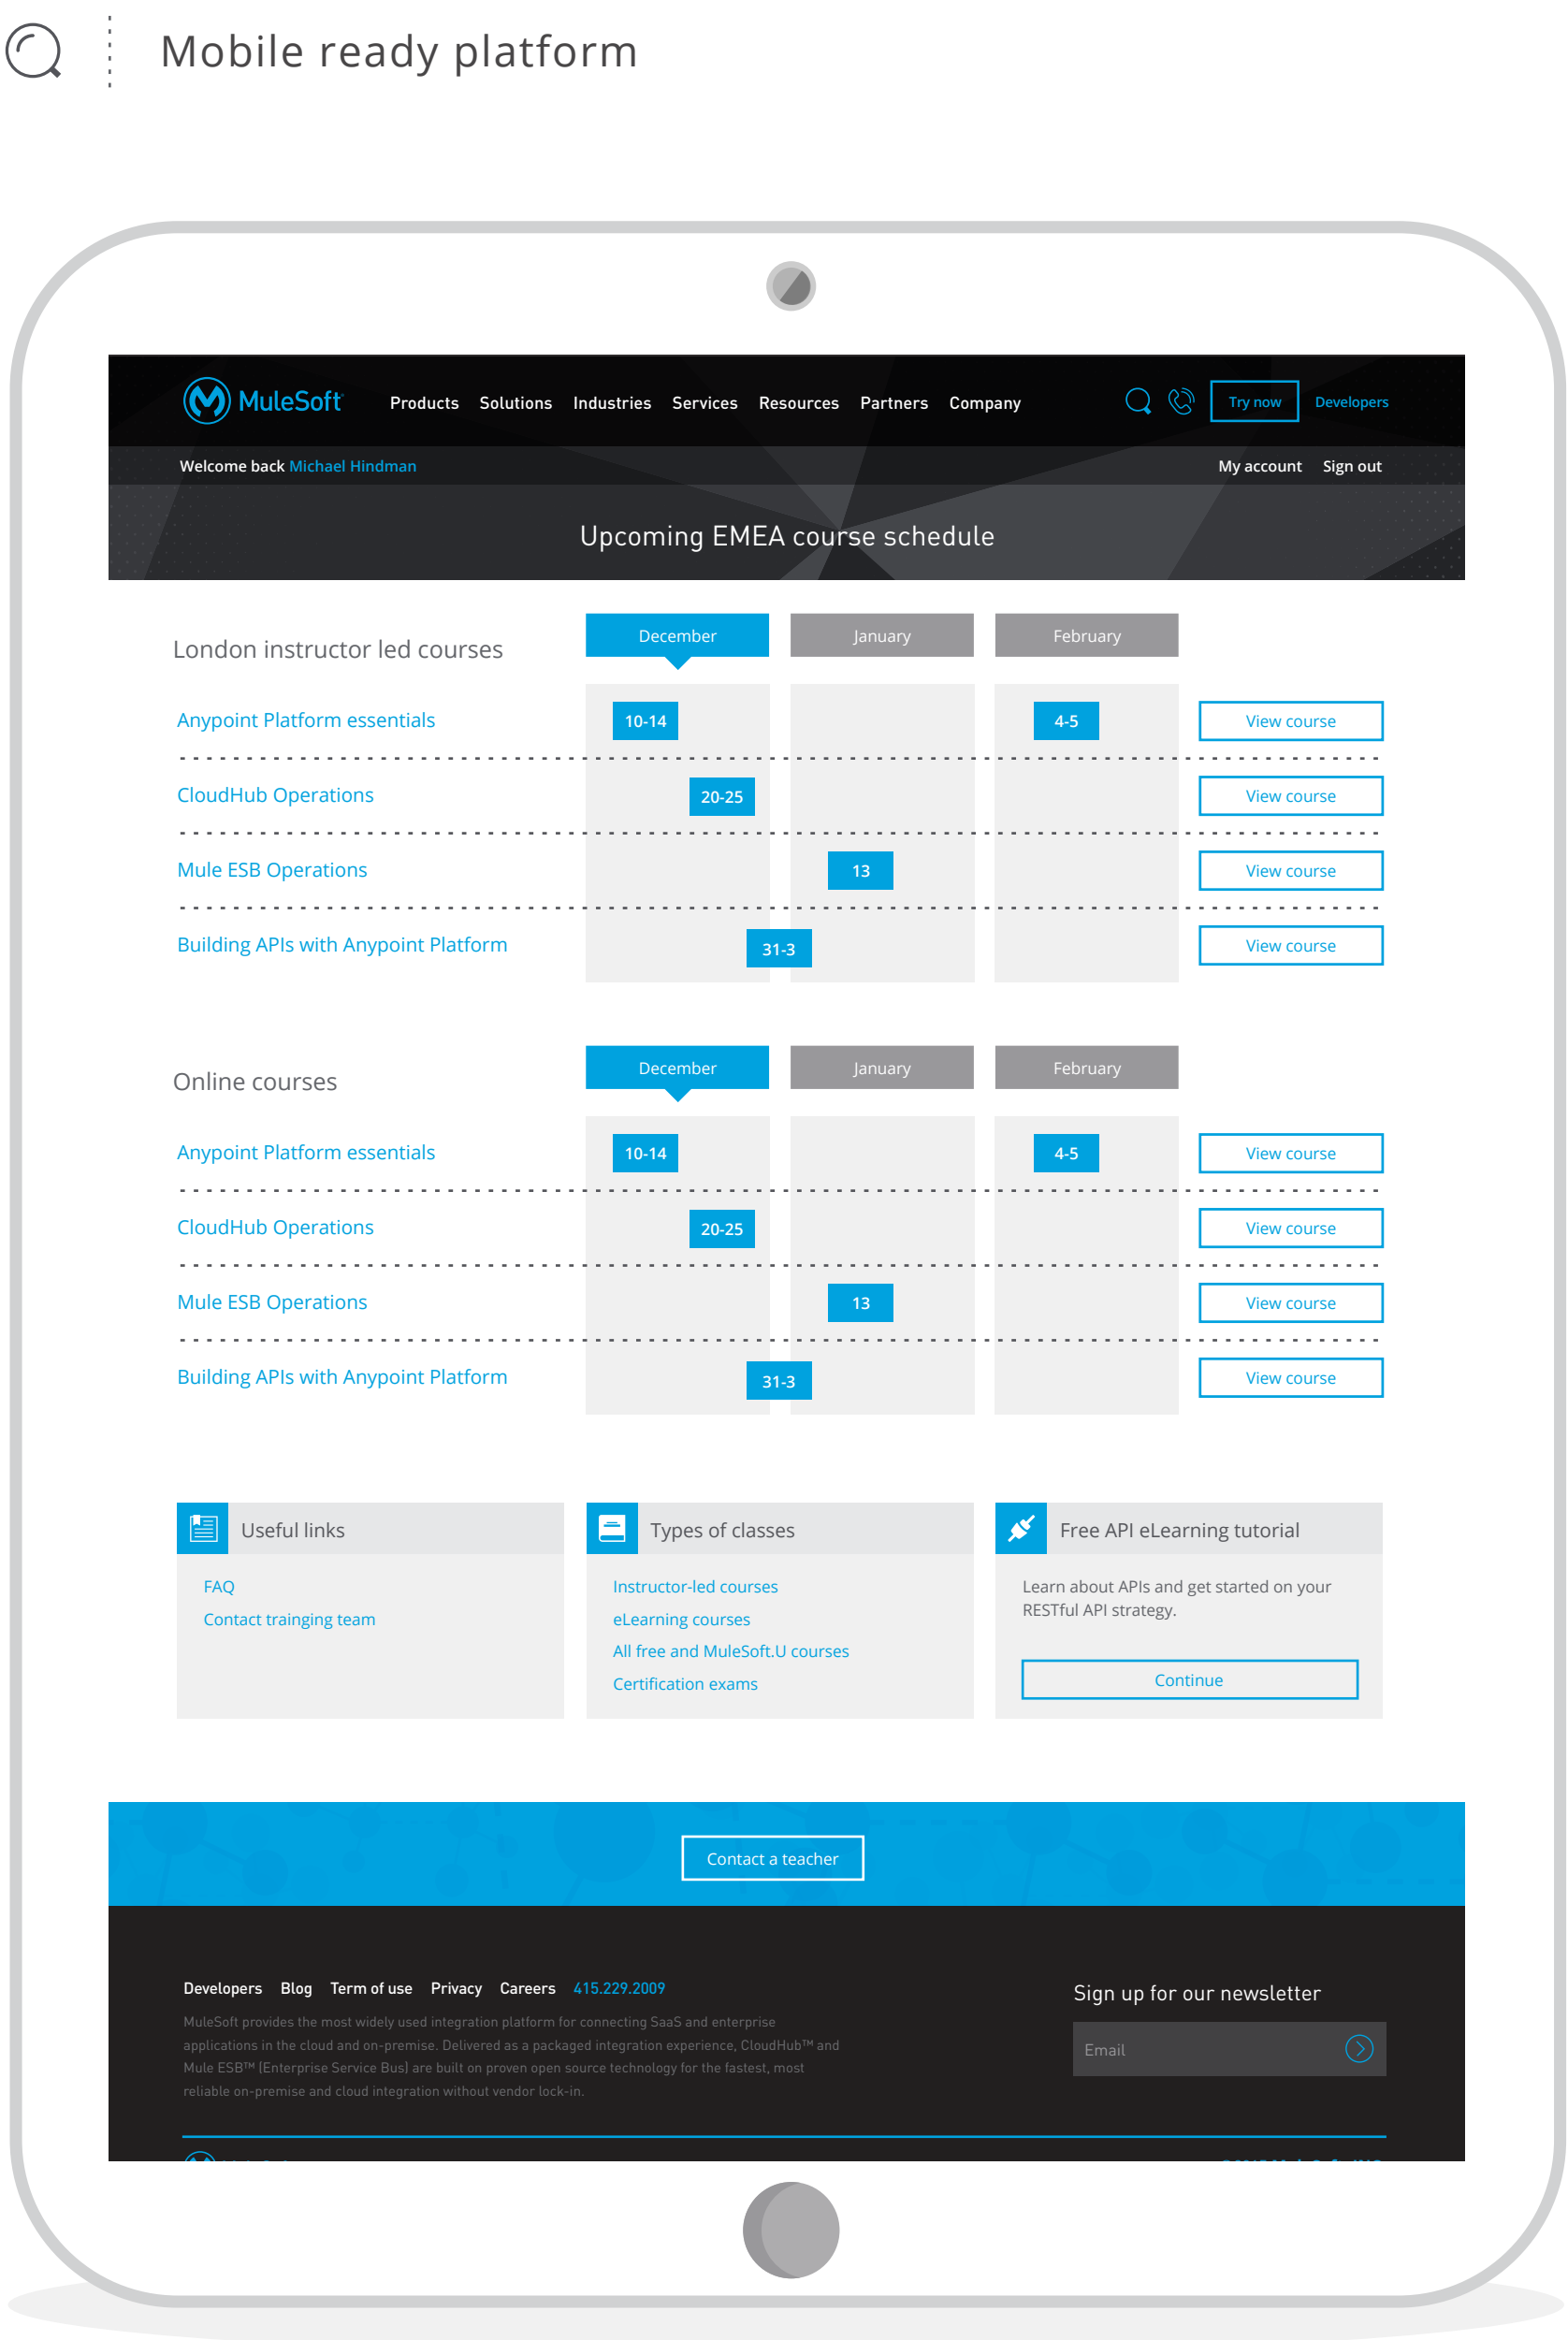 Mobile ready platform
MuleSoft Products Solutions Industries Services Resources Partners Company Try now Developers
Welcome back Michael Hindman My account Sign out
Upcoming EMEA course schedule
London instructor led courses December January February
Anypoint Platform essentials 10-14 4-5 View course
CloudHub Operations 20-25 View course
Mule ESB Operations 13 View course
Building APIs with Anypoint Platform 31-3 View course
Online courses December January February
Anypoint Platform essentials 10-14 4-5 View course
CloudHub Operations 20-25 View course
Mule ESB Operations 13 View course
Building APIs with Anypoint Platform 31-3 View course
Useful links
FAQ
Contact trainging team
Types of classes
Instructor-led courses
eLearning courses
All free and MuleSoft.U courses
Certification exams
Free API eLearning tutorial
Learn about APIs and get started on your
RESTful API strategy.
Continue
Contact a teacher
Developers Blog Term of use Privacy Careers 415.229.2009
MuleSoft provides the most widely used integration platform for connecting SaaS and enterprise
applications in the cloud and on-premise. Delivered as a packaged integration experience, CloudHub™ and
Mule ESB™ (Enterprise Service Bus) are built on proven open source technology for the fastest, most
reliable on-premise and cloud integration without vendor lock-in.
Sign up for our newsletter
Email